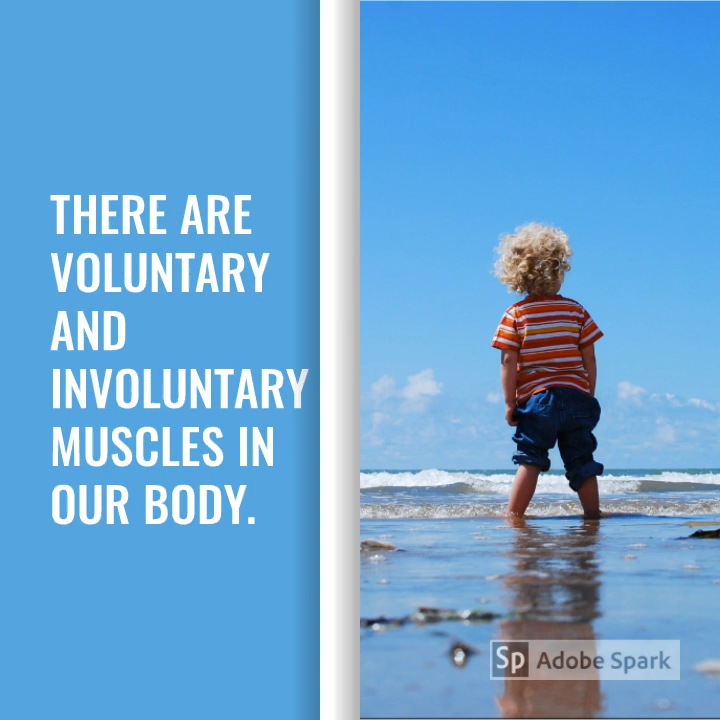 THERE ARE
VOLUNTARY
AND
INVOLUNTARY
MUSCLES IN
OUR BODY.
Sp Adobe Spark